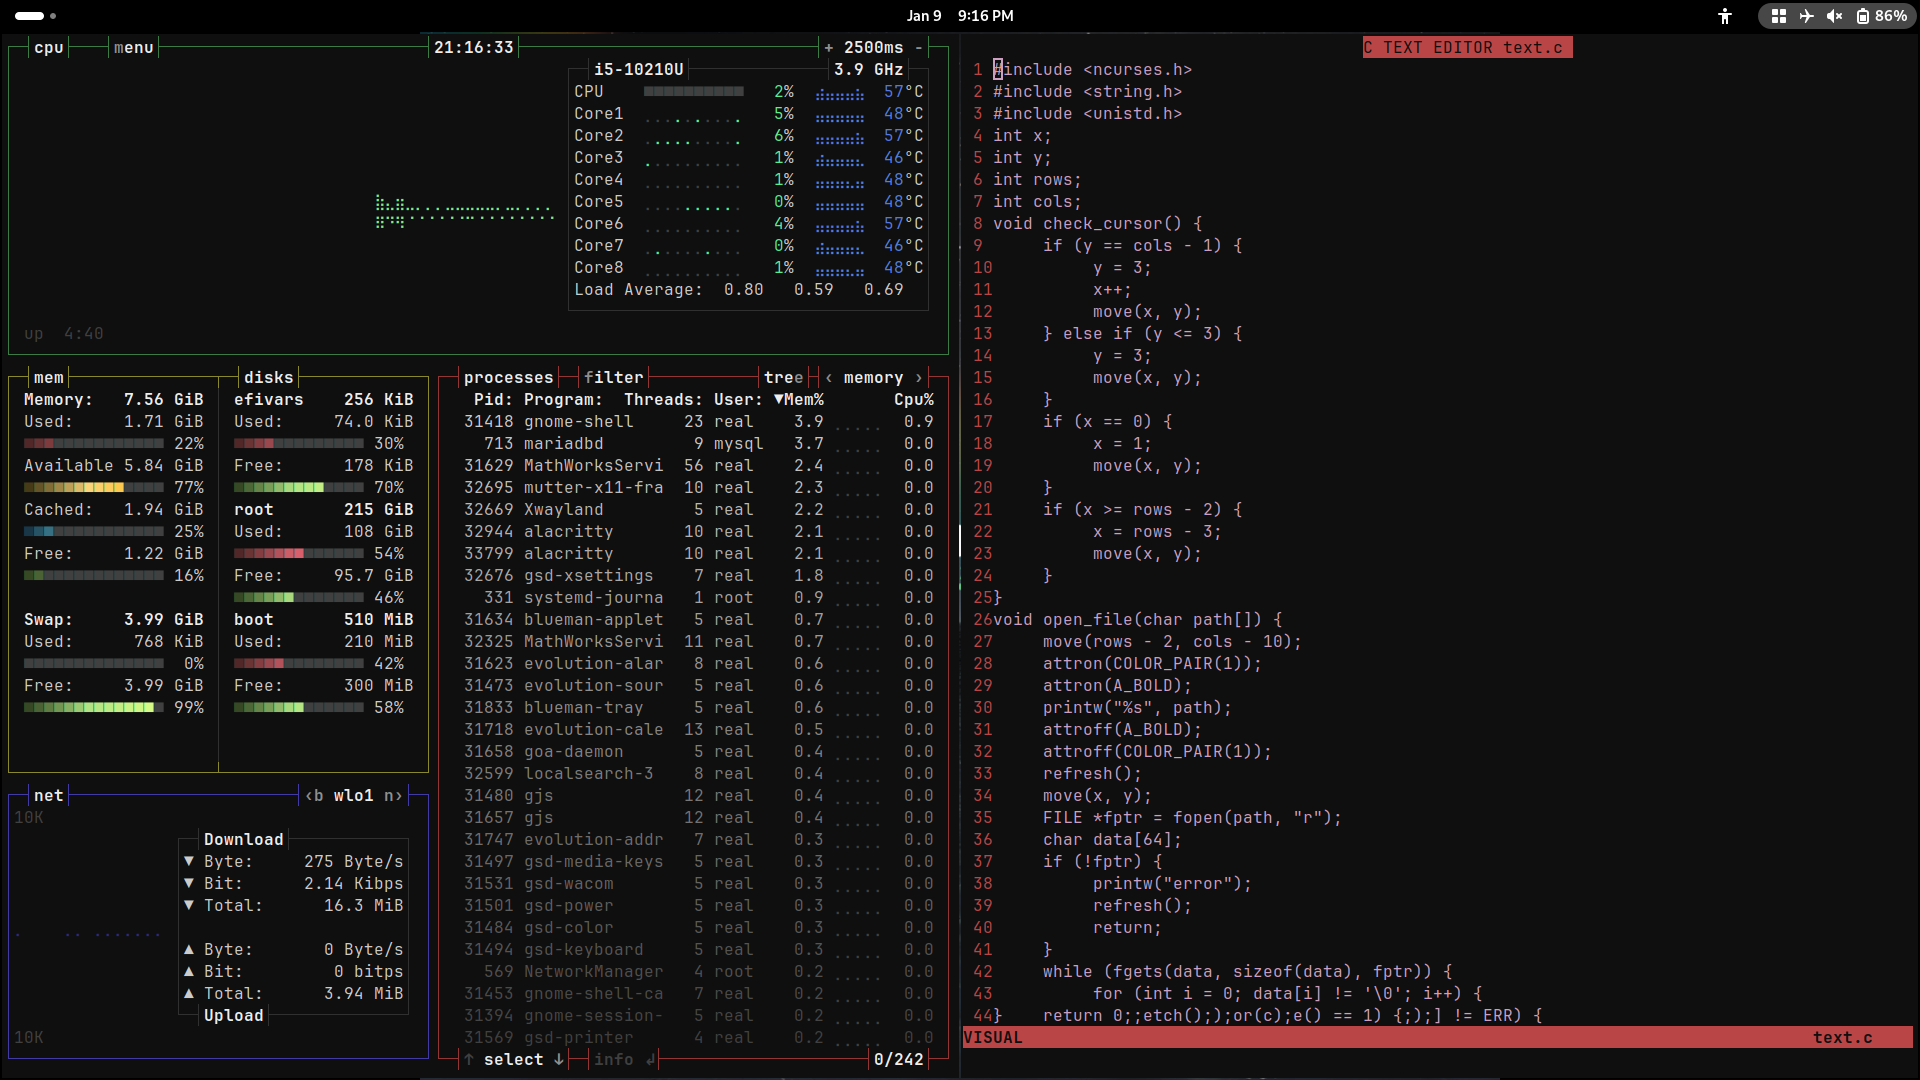 Jan 9 9:16 PM
86%
cpu menu 21:16:33 + 2500ms -
i5-10210U 3.9 GHz
CPU 2% 57°C
Core1 5% 48°C
Core2 6% 57°C
Core3 1% 46°C
Core4 1% 48°C
Core5 0% 48°C
Core6 4% 57°C
Core7 0% 46°C
Core8 1% 48°C
Load Average: 0.80 0.59 0.69
up 4:40
mem
Memory: 7.56 GiB
Used: 1.71 GiB
22%
Available 5.84 GiB
77%
Cached: 1.94 GiB
25%
Free: 1.22 GiB
16%
Swap: 3.99 GiB
Used: 768 KiB
0%
Free: 3.99 GiB
99%
disks
efivars 256 KiB
Used: 74.0 KiB
30%
Free: 178 KiB
70%
root 215 GiB
Used: 108 GiB
54%
Free: 95.7 GiB
46%
boot 510 MiB
Used: 210 MiB
42%
Free: 300 MiB
58%
net ‹b wlo1 n›
10K
Download
▼ Byte: 275 Byte/s
▼ Bit: 2.14 Kibps
▼ Total: 16.3 MiB
▲ Byte: 0 Byte/s
▲ Bit: 0 bitps
▲ Total: 3.94 MiB
Upload
10K
processes filter tree ‹ memory ›
Pid: Program: Threads: User: ▼Mem% Cpu%
31418 gnome-shell 23 real 3.9 0.9
713 mariadbd 9 mysql 3.7 0.0
31629 MathWorksServi 56 real 2.4 0.0
32695 mutter-x11-fra 10 real 2.3 0.0
32669 Xwayland 5 real 2.2 0.0
32944 alacritty 10 real 2.1 0.0
33799 alacritty 10 real 2.1 0.0
32676 gsd-xsettings 7 real 1.8 0.0
331 systemd-journa 1 root 0.9 0.0
31634 blueman-applet 5 real 0.7 0.0
32325 MathWorksServi 11 real 0.7 0.0
31623 evolution-alar 8 real 0.6 0.0
31473 evolution-sour 5 real 0.6 0.0
31833 blueman-tray 5 real 0.6 0.0
31718 evolution-cale 13 real 0.5 0.0
31658 goa-daemon 5 real 0.4 0.0
32599 localsearch-3 8 real 0.4 0.0
31480 gjs 12 real 0.4 0.0
31657 gjs 12 real 0.4 0.0
31747 evolution-addr 7 real 0.3 0.0
31497 gsd-media-keys 5 real 0.3 0.0
31531 gsd-wacom 5 real 0.3 0.0
31501 gsd-power 5 real 0.3 0.0
31484 gsd-color 5 real 0.3 0.0
31494 gsd-keyboard 5 real 0.3 0.0
569 NetworkManager 4 root 0.2 0.0
31453 gnome-shell-ca 7 real 0.2 0.0
31394 gnome-session- 5 real 0.2 0.0
31569 gsd-printer 4 real 0.2 0.0
↑ select ↓ info ↲ 0/242
C TEXT EDITOR text.c
1 #include <ncurses.h>
2 #include <string.h>
3 #include <unistd.h>
4 int x;
5 int y;
6 int rows;
7 int cols;
8 void check_cursor() {
9 if (y == cols - 1) {
10 y = 3;
11 x++;
12 move(x, y);
13 } else if (y <= 3) {
14 y = 3;
15 move(x, y);
16 }
17 if (x == 0) {
18 x = 1;
19 move(x, y);
20 }
21 if (x >= rows - 2) {
22 x = rows - 3;
23 move(x, y);
24 }
25}
26void open_file(char path[]) {
27 move(rows - 2, cols - 10);
28 attron(COLOR_PAIR(1));
29 attron(A_BOLD);
30 printw("%s", path);
31 attroff(A_BOLD);
32 attroff(COLOR_PAIR(1));
33 refresh();
34 move(x, y);
35 FILE *fptr = fopen(path, "r");
36 char data[64];
37 if (!fptr) {
38 printw("error");
39 refresh();
40 return;
41 }
42 while (fgets(data, sizeof(data), fptr)) {
43 for (int i = 0; data[i] != '\0'; i++) {
44} return 0;;etch();;);or(c);e() == 1) {;);] != ERR) {
VISUAL text.c